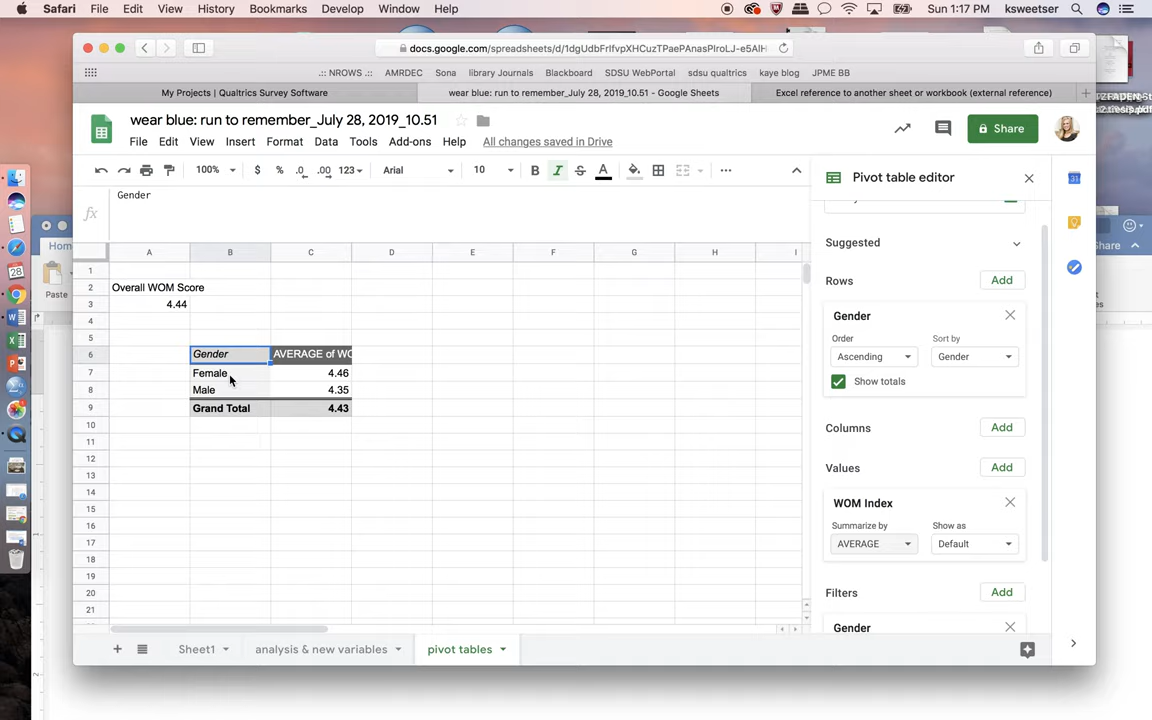 Safari File Edit View History Bookmarks Develop Window Help Sun 1:17 PM ksweetser
docs.google.com/spreadsheets/d/1dgUdbFrIfvpXHCuzTPaePAnasPlroLJ-e5AlH
.:: NROWS .:: AMRDEC Sona library Journals Blackboard SDSU WebPortal sdsu qualtrics kaye blog JPME BB
My Projects | Qualtrics Survey Software wear blue: run to remember_July 28, 2019_10.51 - Google Sheets Excel reference to another sheet or workbook (external reference)
wear blue: run to remember_July 28, 2019_10.51
Share
File Edit View Insert Format Data Tools Add-ons Help All changes saved in Drive
100% $ % .0 .00 123 Arial 10 B I S A
Pivot table editor
31
fx Gender
Suggested
A B C D E F G H I
1
2 Overall WOM Score
3 4.44
4
5
6 Gender AVERAGE of WO
7 Female 4.46
8 Male 4.35
9 Grand Total 4.43
10
11
12
13
14
15
16
17
18
19
20
21
Rows Add
Gender
Order Sort by
Ascending Gender
Show totals
Columns Add
Values Add
WOM Index
Summarize by Show as
AVERAGE Default
Filters Add
Gender
Sheet1 analysis & new variables pivot tables
28
Hom
Paste
hare